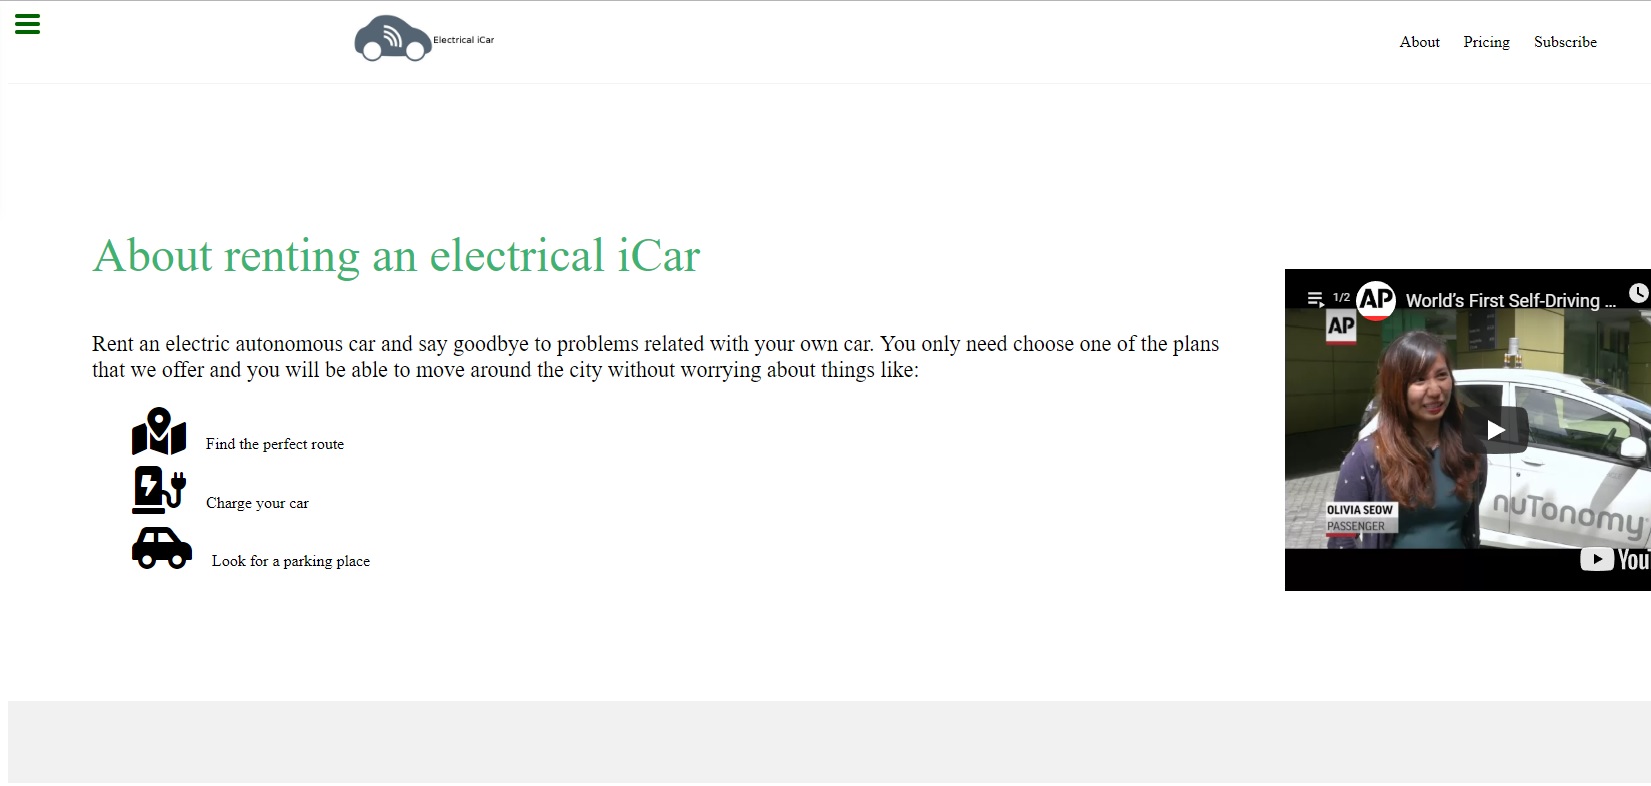 Electrical iCar
About
Pricing
Subscribe
About renting an electrical iCar
Rent an electric autonomous car and say goodbye to problems related with your own car. You only need choose one of the plans
that we offer and you will be able to move around the city without worrying about things like:
Find the perfect route
Charge your car
Look for a parking place
1/2
AP
World's First Self-Driving ...
AP
nuTonomy
OLIVIA SEOW
PASSENGER
You